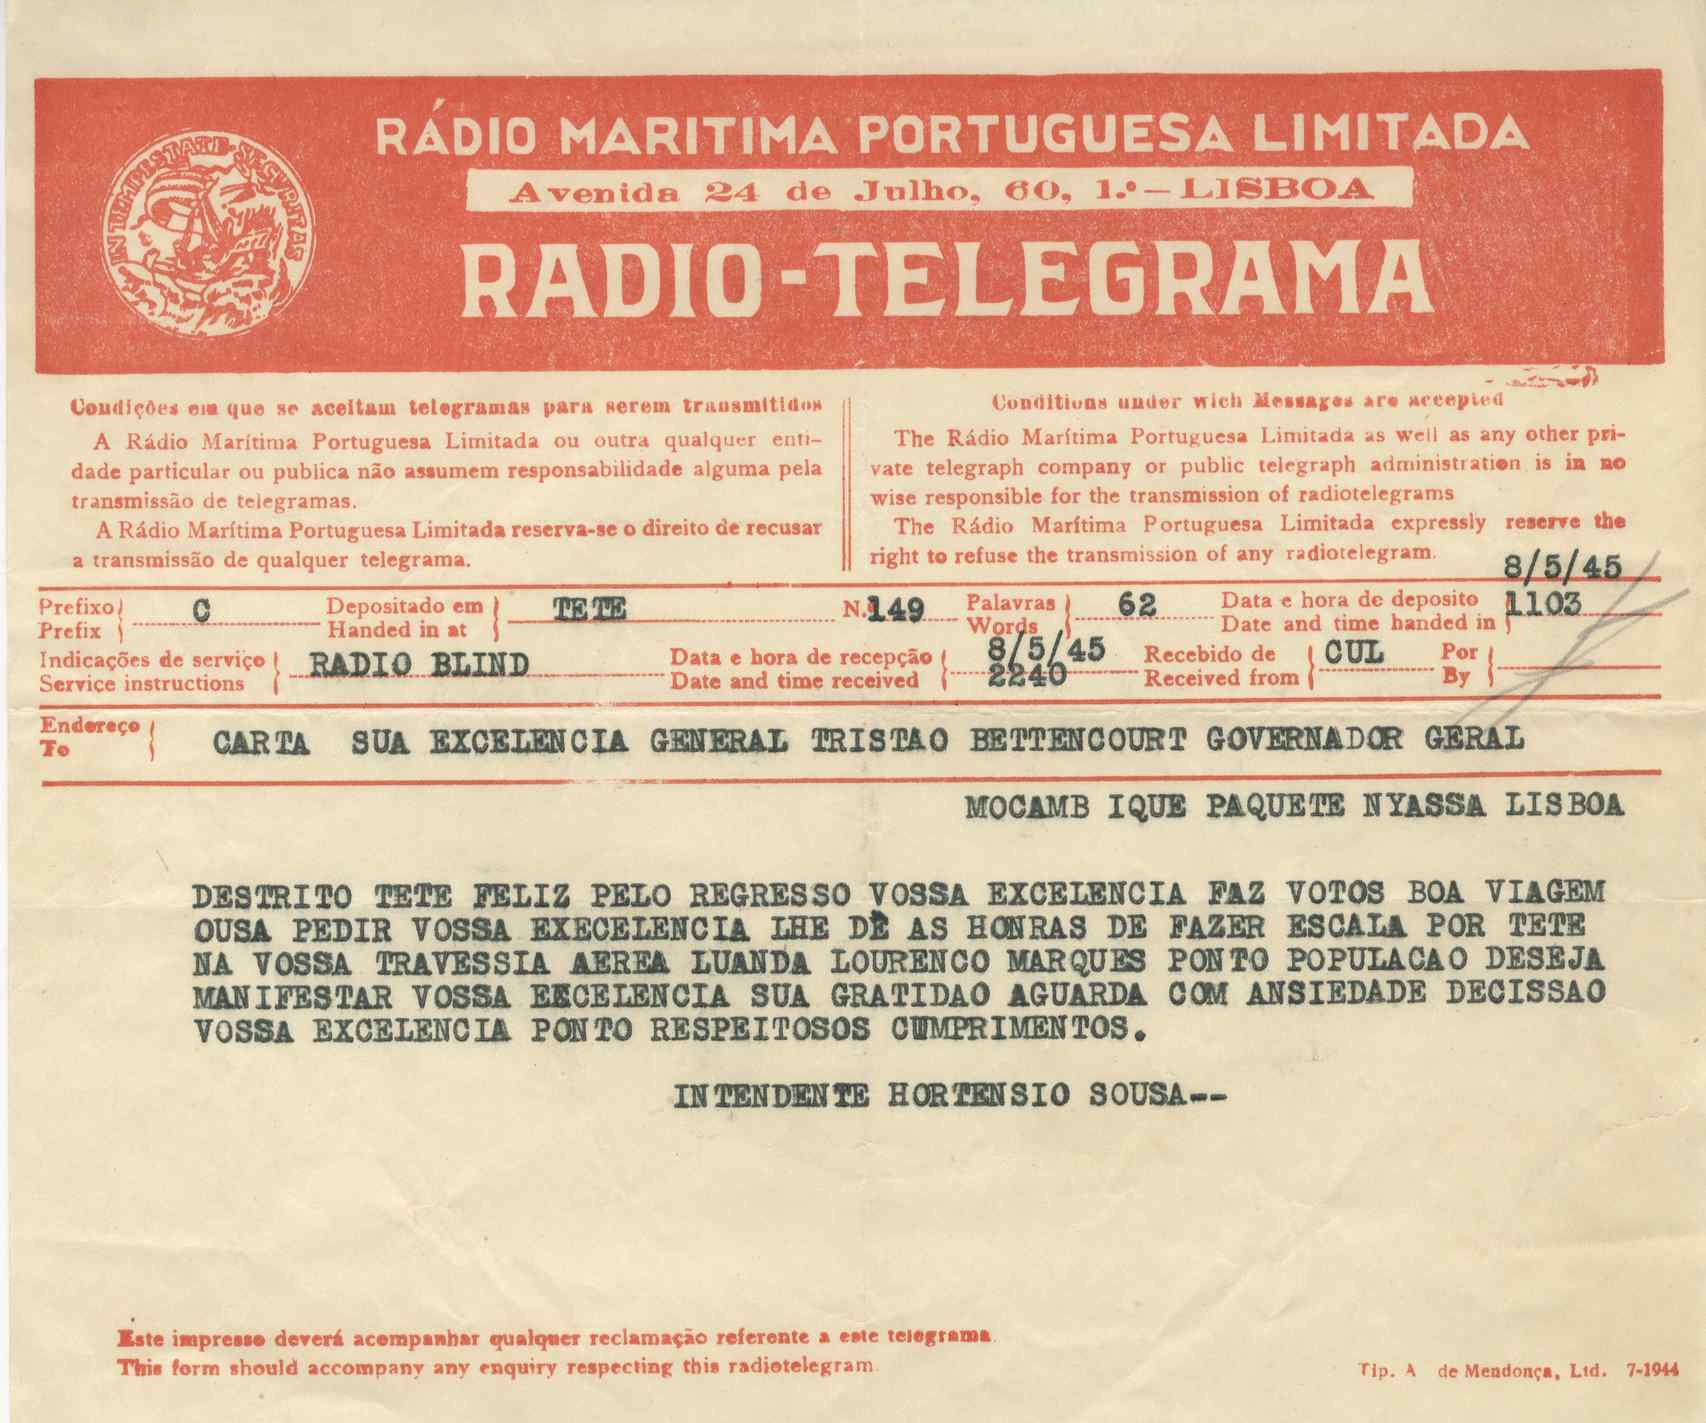 IN TEMPESTATE SECURITAS
RÁDIO MARITIMA PORTUGUESA LIMITADA
Avenida 24 de Julho, 60, 1.º — LISBOA
RADIO-TELEGRAMA
Condições em que se aceitam telegramas para serem transmitidos
A Rádio Marítima Portuguesa Limitada ou outra qualquer enti-
dade particular ou publica não assumem responsabilidade alguma pela
transmissão de telegramas.
A Rádio Marítima Portuguesa Limitada reserva-se o direito de recusar
a transmissão de qualquer telegrama.
Conditions under wich Messages are accepted
The Rádio Marítima Portuguesa Limitada as well as any other pri-
vate telegraph company or public telegraph administration is in no
wise responsible for the transmission of radiotelegrams
The Rádio Marítima Portuguesa Limitada expressly reserve the
right to refuse the transmission of any radiotelegram.
8/5/45
Prefixo C Depositado em TETE N.º 149 Palavras 62 Data e hora de deposito 1103
Prefix Handed in at Words Date and time handed in
Indicações de serviço RADIO BLIND Data e hora de recepção 8/5/45 Recebido de CUL Por
Service instructions Date and time received 2240 Received from By
Endereço
To
CARTA SUA EXCELENCIA GENERAL TRISTAO BETTENCOURT GOVERNADOR GERAL
MOCAMB IQUE PAQUETE NYASSA LISBOA
DESTRITO TETE FELIZ PELO REGRESSO VOSSA EXCELENCIA FAZ VOTOS BOA VIAGEM
OUSA PEDIR VOSSA EXECELENCIA LHE DÊ AS HONRAS DE FAZER ESCALA POR TETE
NA VOSSA TRAVESSIA AEREA LUANDA LOURENCO MARQUES PONTO POPULACAO DESEJA
MANIFESTAR VOSSA EXCELENCIA SUA GRATIDAO AGUARDA COM ANSIEDADE DECISSAO
VOSSA EXCELENCIA PONTO RESPEITOSOS CUMPRIMENTOS.
INTENDENTE HORTENSIO SOUSA--
Este impresso deverá acompanhar qualquer reclamação referente a este telegrama.
This form should accompany any enquiry respecting this radiotelegram.
Tip. A de Mendonça, Ltd. 7-1944